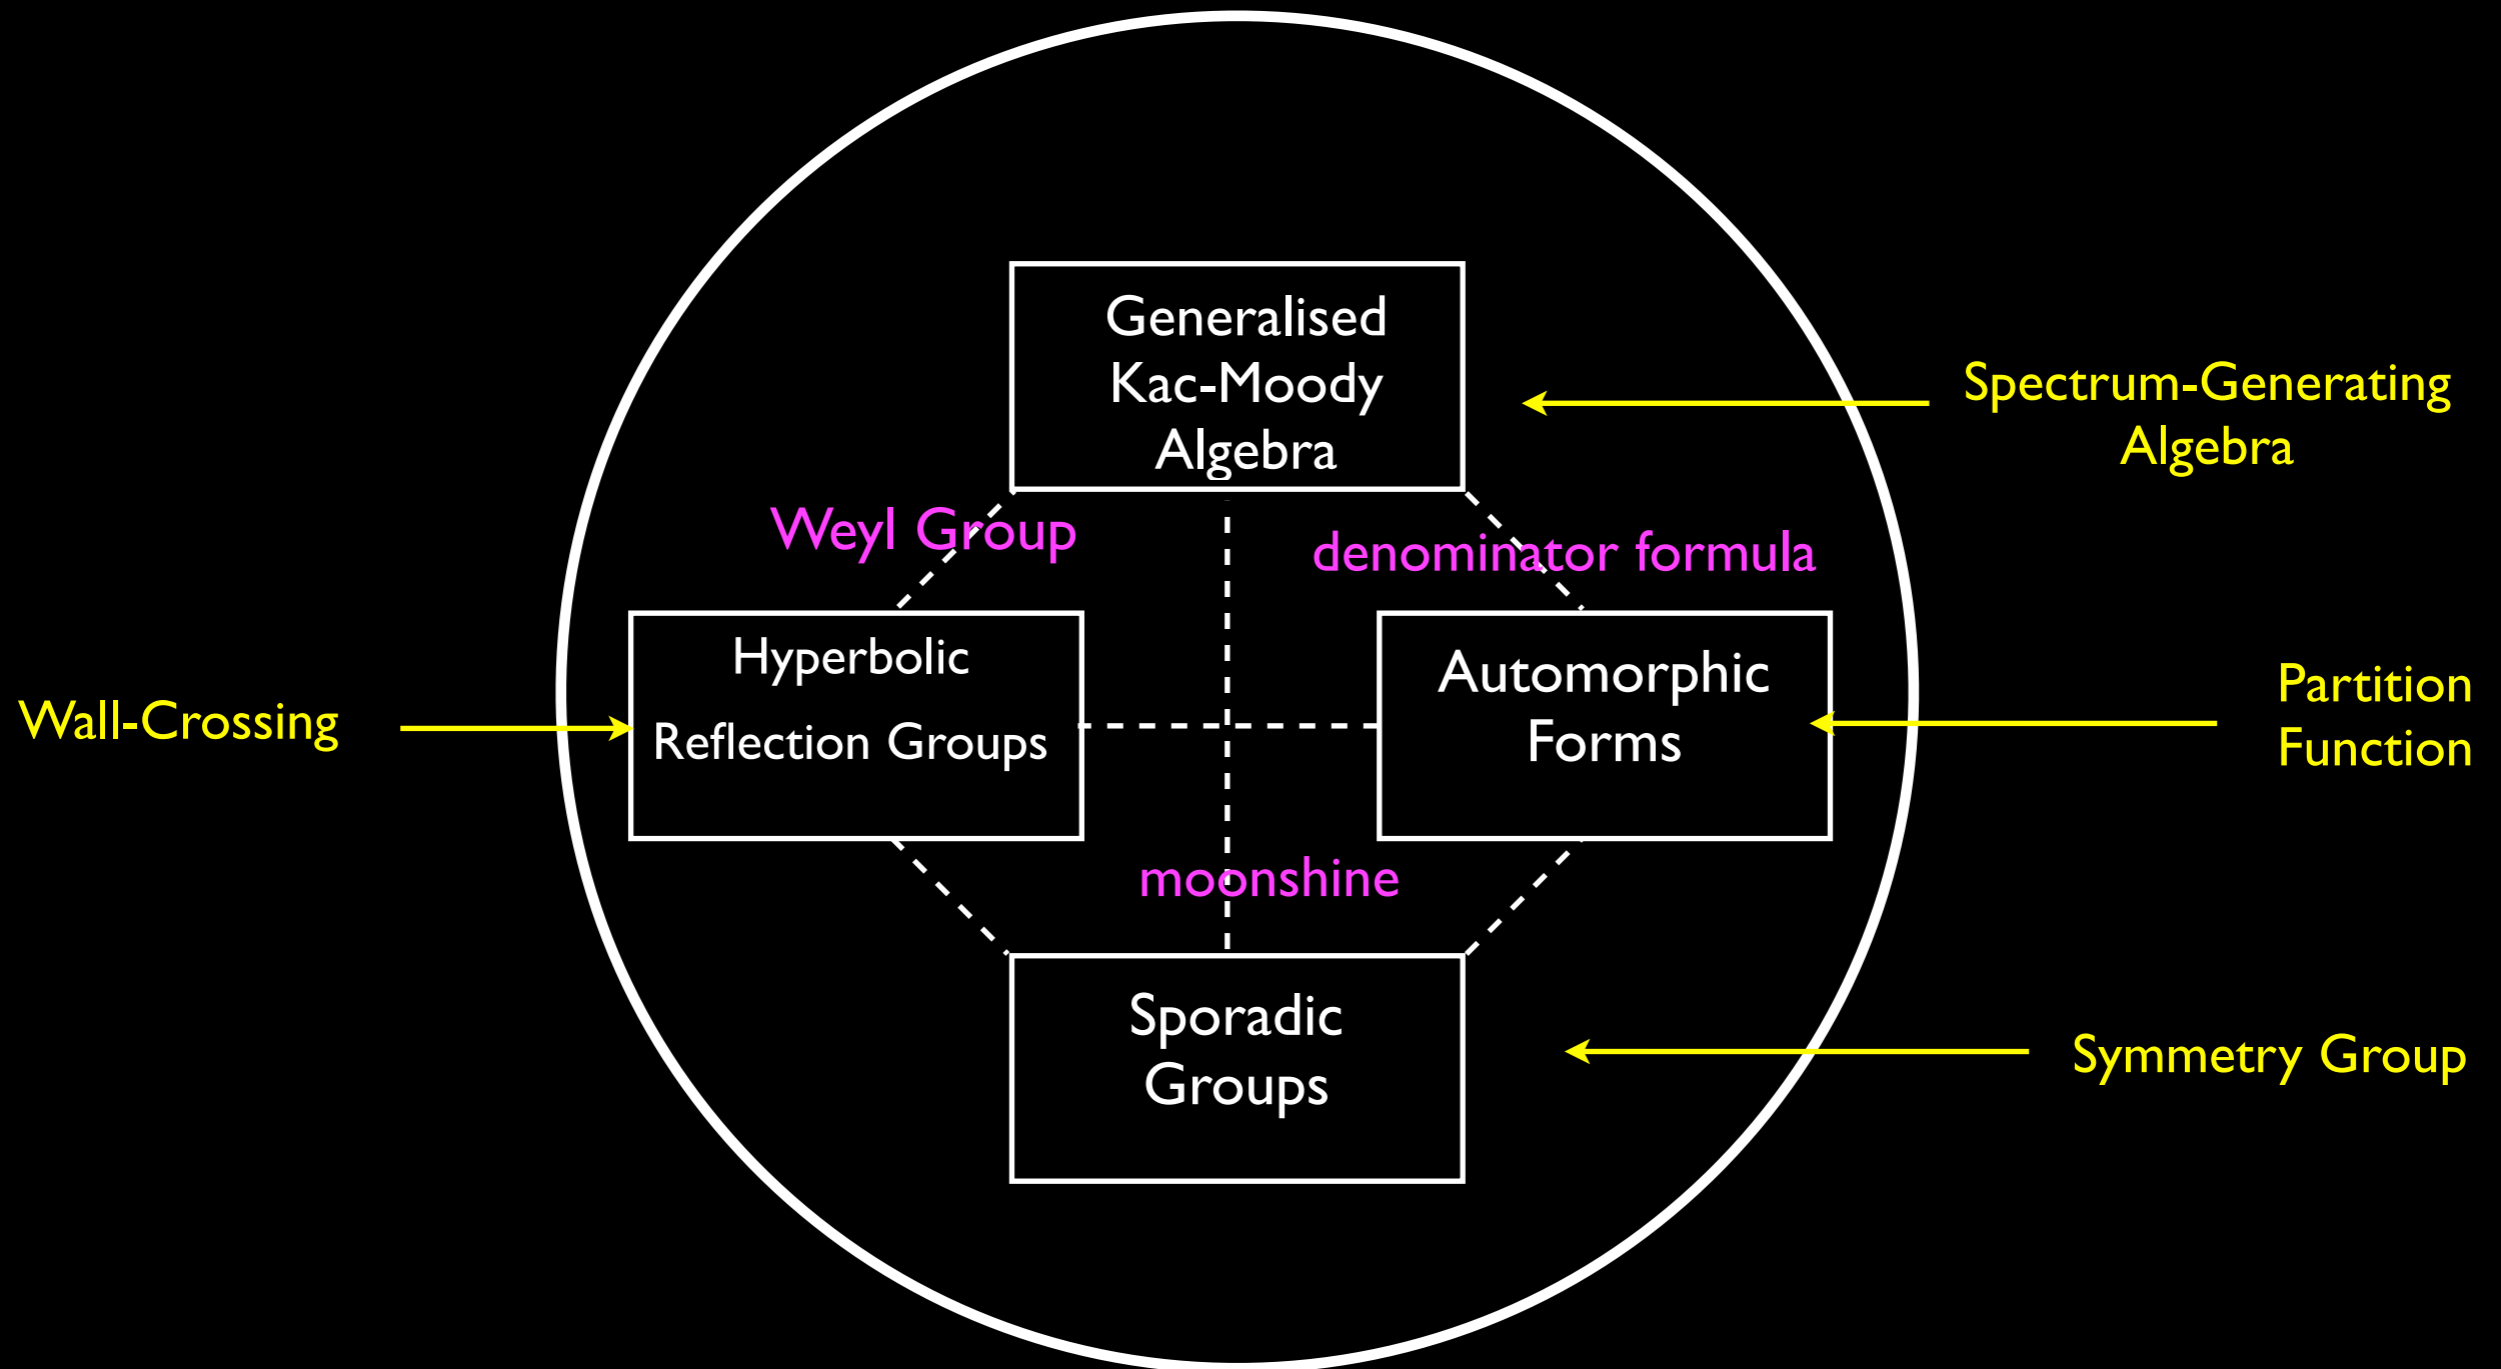 Generalised
Kac-Moody
Algebra
Spectrum-Generating
Algebra
Weyl Group
denominator formula
Hyperbolic
Reflection Groups
Automorphic
Forms
Wall-Crossing
Partition
Function
moonshine
Sporadic
Groups
Symmetry Group